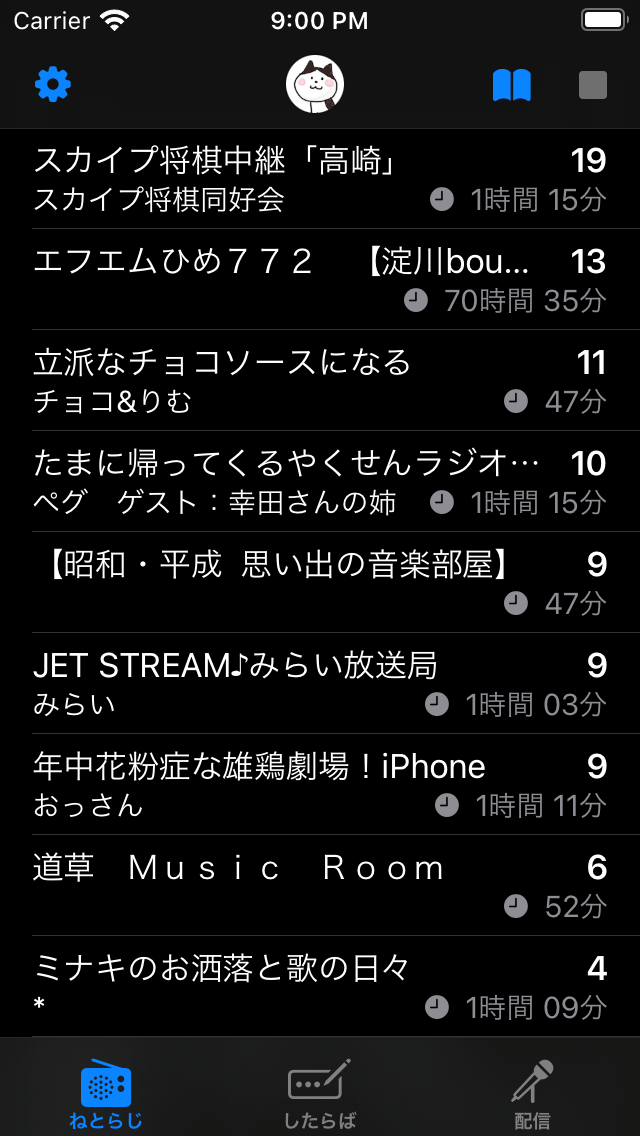 Carrier 9:00 PM
スカイプ将棋中継「高崎」 19
スカイプ将棋同好会 1時間 15分
エフエムひめ７７２　【淀川bou... 13
70時間 35分
立派なチョコソースになる 11
チョコ&りむ 47分
たまに帰ってくるやくせんラジオ… 10
ペグ　ゲスト：幸田さんの姉 1時間 15分
【昭和・平成 思い出の音楽部屋】 9
47分
JET STREAM♪みらい放送局 9
みらい 1時間 03分
年中花粉症な雄鶏劇場！iPhone 9
おっさん 1時間 11分
道草　Ｍｕｓｉｃ　Ｒｏｏｍ 6
52分
ミナキのお洒落と歌の日々 4
* 1時間 09分
ねとらじ したらば 配信